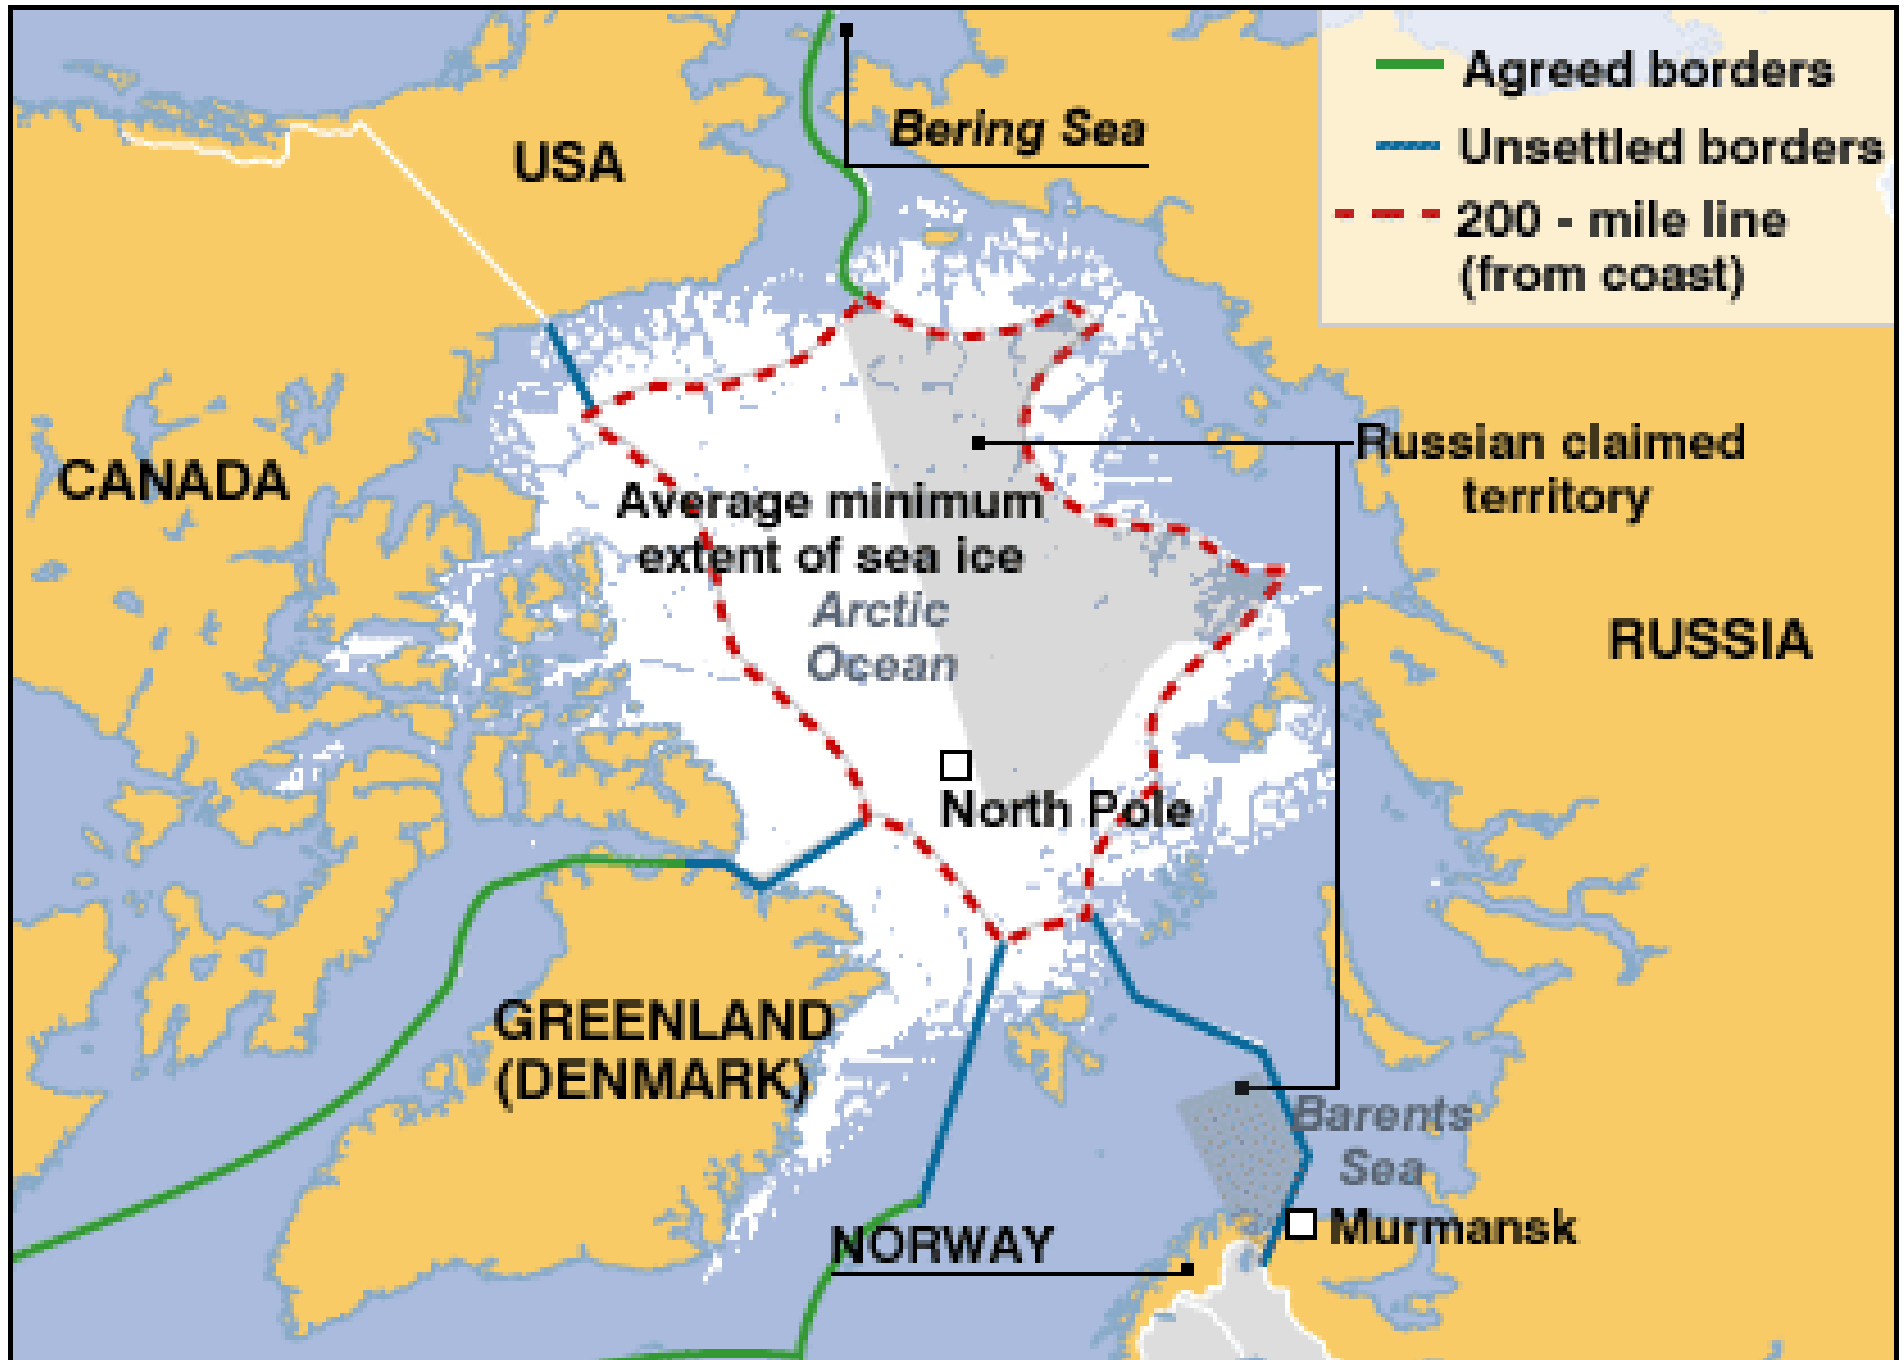 Agreed borders
Unsettled borders
200 - mile line
(from coast)
Bering Sea
USA
CANADA
Russian claimed
territory
Average minimum
extent of sea ice
Arctic
Ocean
RUSSIA
North Pole
GREENLAND
(DENMARK)
Barents
Sea
NORWAY
Murmansk